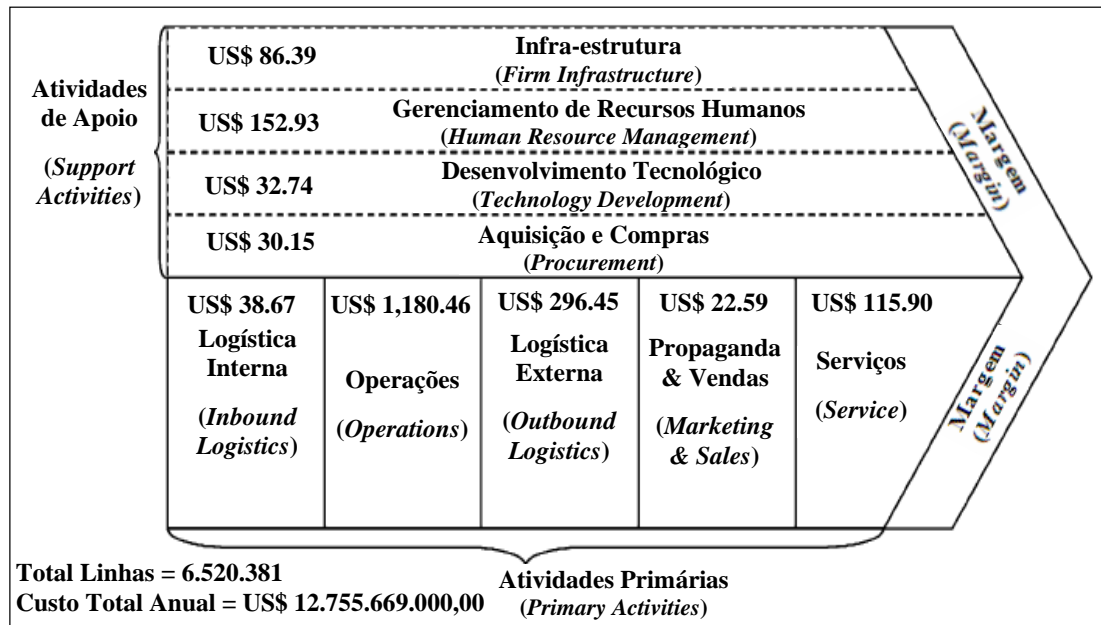 US$ 86.39
Infra-estrutura
(Firm Infrastructure)
Atividades
de Apoio
(Support
Activities)
US$ 152.93
Gerenciamento de Recursos Humanos
(Human Resource Management)
US$ 32.74
Desenvolvimento Tecnológico
(Technology Development)
US$ 30.15
Aquisição e Compras
(Procurement)
Margem
(Margin)
US$ 38.67
Logística
Interna
(Inbound
Logistics)
US$ 1,180.46
Operações
(Operations)
US$ 296.45
Logística
Externa
(Outbound
Logistics)
US$ 22.59
Propaganda
& Vendas
(Marketing
& Sales)
US$ 115.90
Serviços
(Service)
Margem
(Margin)
Total Linhas = 6.520.381
Custo Total Anual = US$ 12.755.669.000,00
Atividades Primárias
(Primary Activities)